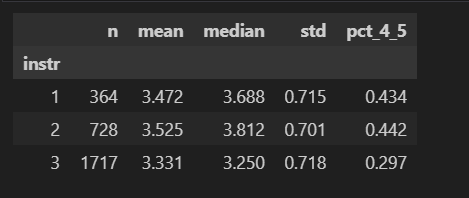 n mean median std pct_4_5
instr
1 364 3.472 3.688 0.715 0.434
2 728 3.525 3.812 0.701 0.442
3 1717 3.331 3.250 0.718 0.297